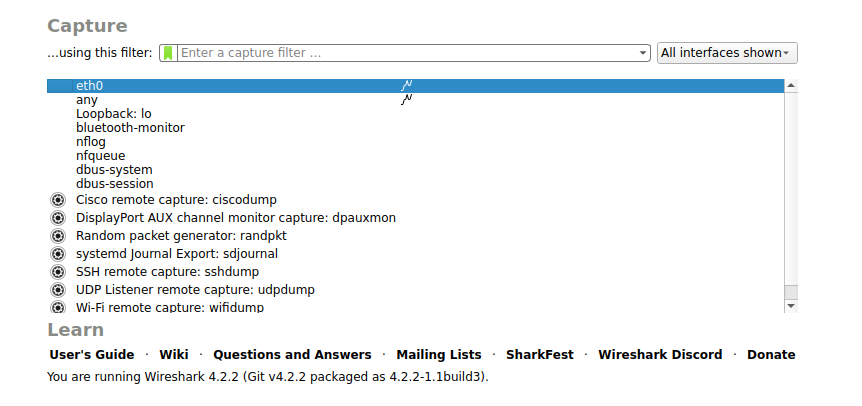 Capture
...using this filter: Enter a capture filter ... All interfaces shown
eth0
any
Loopback: lo
bluetooth-monitor
nflog
nfqueue
dbus-system
dbus-session
Cisco remote capture: ciscodump
DisplayPort AUX channel monitor capture: dpauxmon
Random packet generator: randpkt
systemd Journal Export: sdjournal
SSH remote capture: sshdump
UDP Listener remote capture: udpdump
Wi-Fi remote capture: wifidump
Learn
User's Guide · Wiki · Questions and Answers · Mailing Lists · SharkFest · Wireshark Discord · Donate
You are running Wireshark 4.2.2 (Git v4.2.2 packaged as 4.2.2-1.1build3).